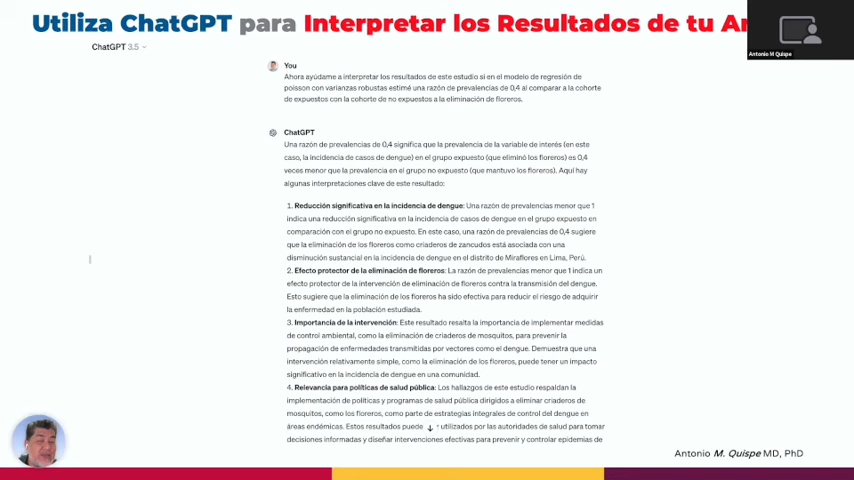 Utiliza ChatGPT para Interpretar los Resultados de tu
Antonio M Quispe
ChatGPT 3.5
You
Ahora ayúdame a interpretar los resultados de este estudio si en el modelo de regresión de
poisson con varianzas robustas estimé una razón de prevalencias de 0,4 al comparar a la cohorte
de expuestos con la cohorte de no expuestos a la eliminación de floreros.
ChatGPT
Una razón de prevalencias de 0,4 significa que la prevalencia de la variable de interés (en este
caso, la incidencia de casos de dengue) en el grupo expuesto (que eliminó los floreros) es 0,4
veces menor que la prevalencia en el grupo no expuesto (que mantuvo los floreros). Aquí hay
algunas interpretaciones clave de este resultado:
1. Reducción significativa en la incidencia de dengue: Una razón de prevalencias menor que 1
indica una reducción significativa en la incidencia de casos de dengue en el grupo expuesto en
comparación con el grupo no expuesto. En este caso, una razón de prevalencias de 0,4 sugiere
que la eliminación de los floreros como criaderos de zancudos está asociada con una
disminución sustancial en la incidencia de dengue en el distrito de Miraflores en Lima, Perú.
2. Efecto protector de la eliminación de floreros: La razón de prevalencias menor que 1 indica un
efecto protector de la intervención de eliminación de floreros contra la transmisión del dengue.
Esto sugiere que la eliminación de los floreros ha sido efectiva para reducir el riesgo de adquirir
la enfermedad en la población estudiada.
3. Importancia de la intervención: Este resultado resalta la importancia de implementar medidas
de control ambiental, como la eliminación de criaderos de mosquitos, para prevenir la
propagación de enfermedades transmitidas por vectores como el dengue. Demuestra que una
intervención relativamente simple, como la eliminación de los floreros, puede tener un impacto
significativo en la incidencia de dengue en una comunidad.
4. Relevancia para políticas de salud pública: Los hallazgos de este estudio respaldan la
implementación de políticas y programas de salud pública dirigidos a eliminar criaderos de
mosquitos, como los floreros, como parte de estrategias integrales de control del dengue en
áreas endémicas. Estos resultados puede utilizados por las autoridades de salud para tomar
decisiones informadas y diseñar intervenciones efectivas para prevenir y controlar epidemias de
Antonio M. Quispe MD, PhD